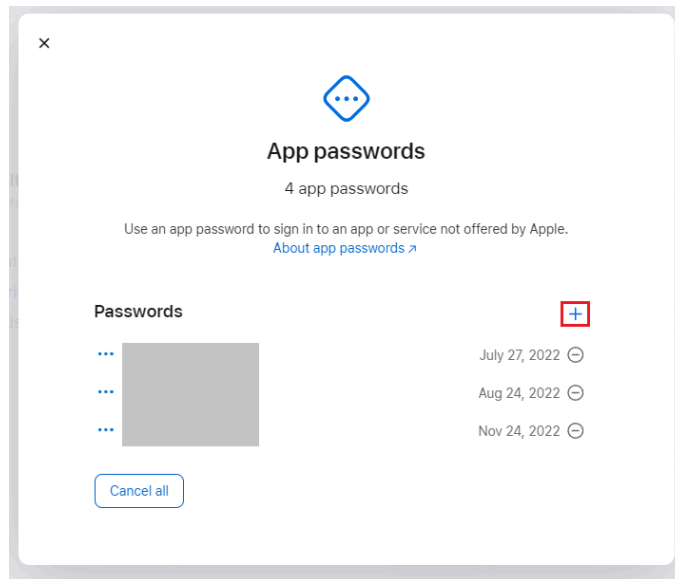 App passwords
4 app passwords
Use an app password to sign in to an app or service not offered by Apple.
About app passwords ↗
Passwords
July 27, 2022
Aug 24, 2022
Nov 24, 2022
Cancel all